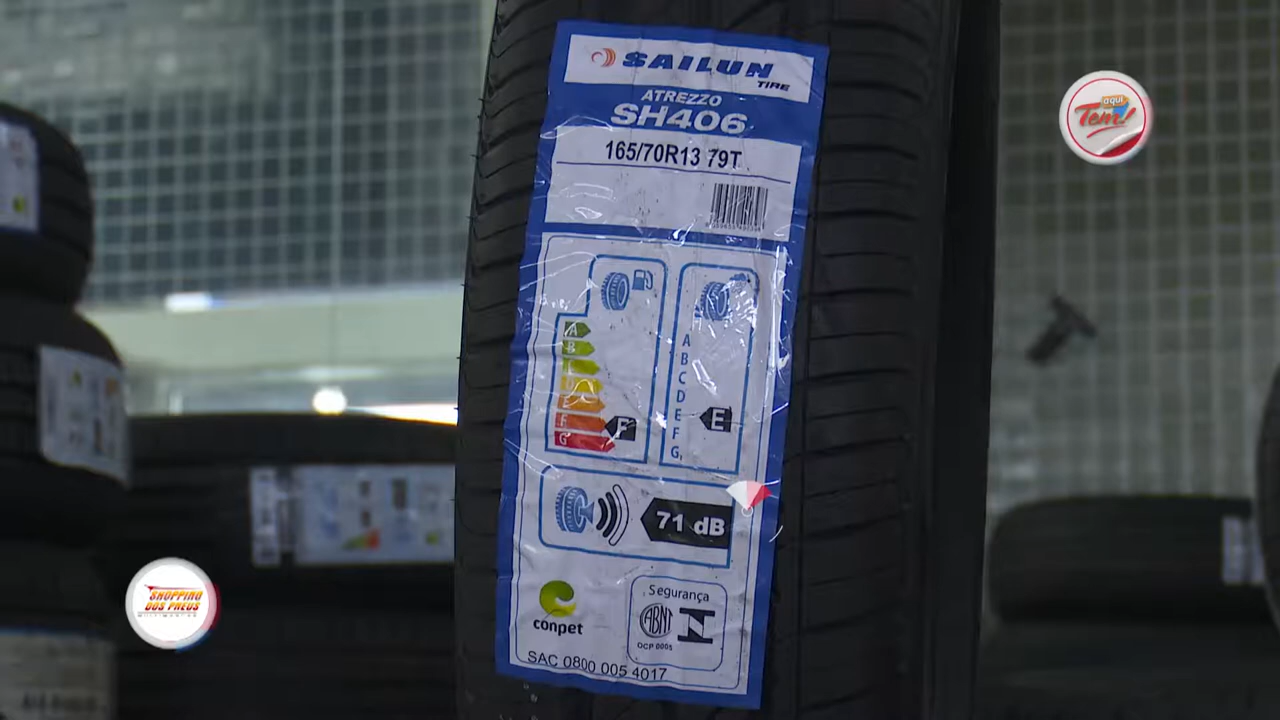 SAILUN
TIRE
ATREZZO
SH406
165/70R13 79T
A
B
E
F
G
F
A
B
C
D
E
F
G
E
71 dB
conpet
Segurança
ABNT
OCP 0005
SAC 0800 005 4017
aqui
Tem!
SHOPPING
DOS PNEUS